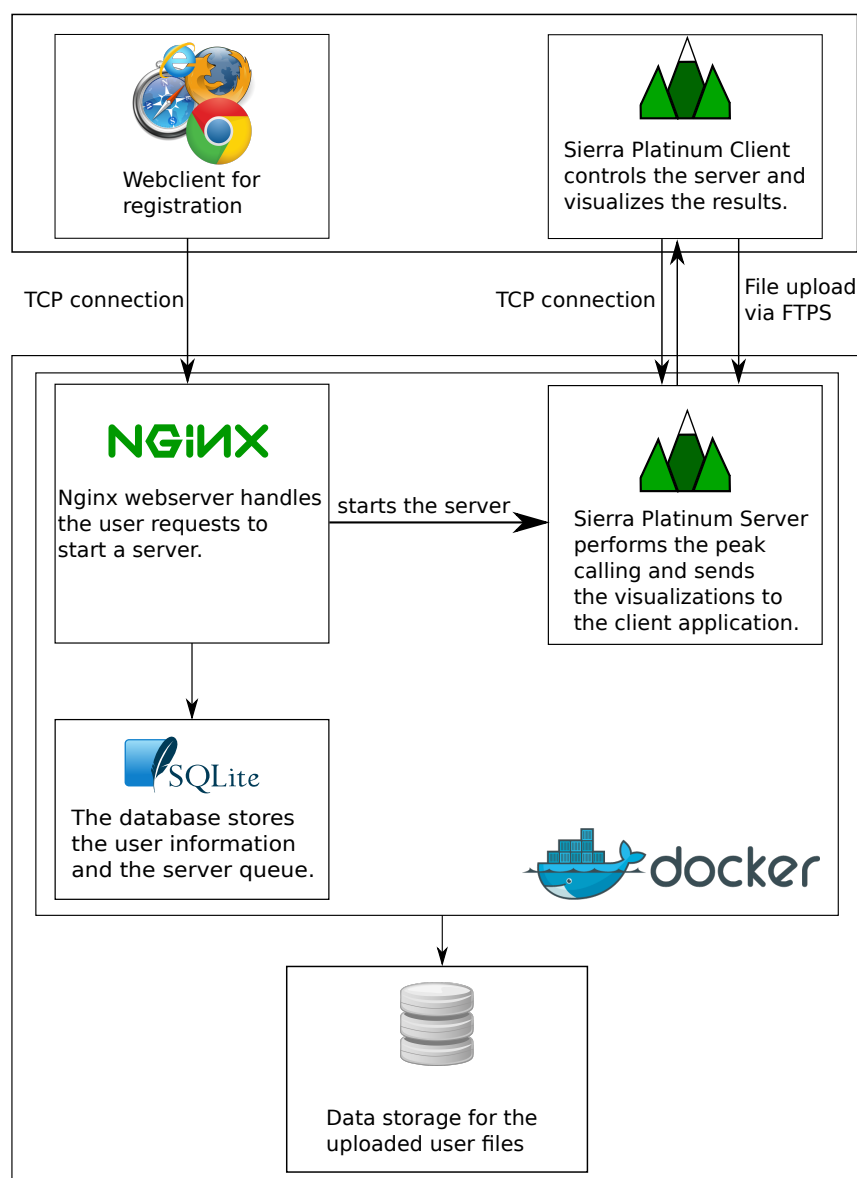 Webclient for
registration
Sierra Platinum Client
controls the server and
visualizes the results.
TCP connection
TCP connection
File upload
via FTPS
NGiNX
Nginx webserver handles
the user requests to
start a server.
starts the server
Sierra Platinum Server
performs the peak
calling and sends
the visualizations to
the client application.
SQLite
The database stores
the user information
and the server queue.
docker
Data storage for the
uploaded user files